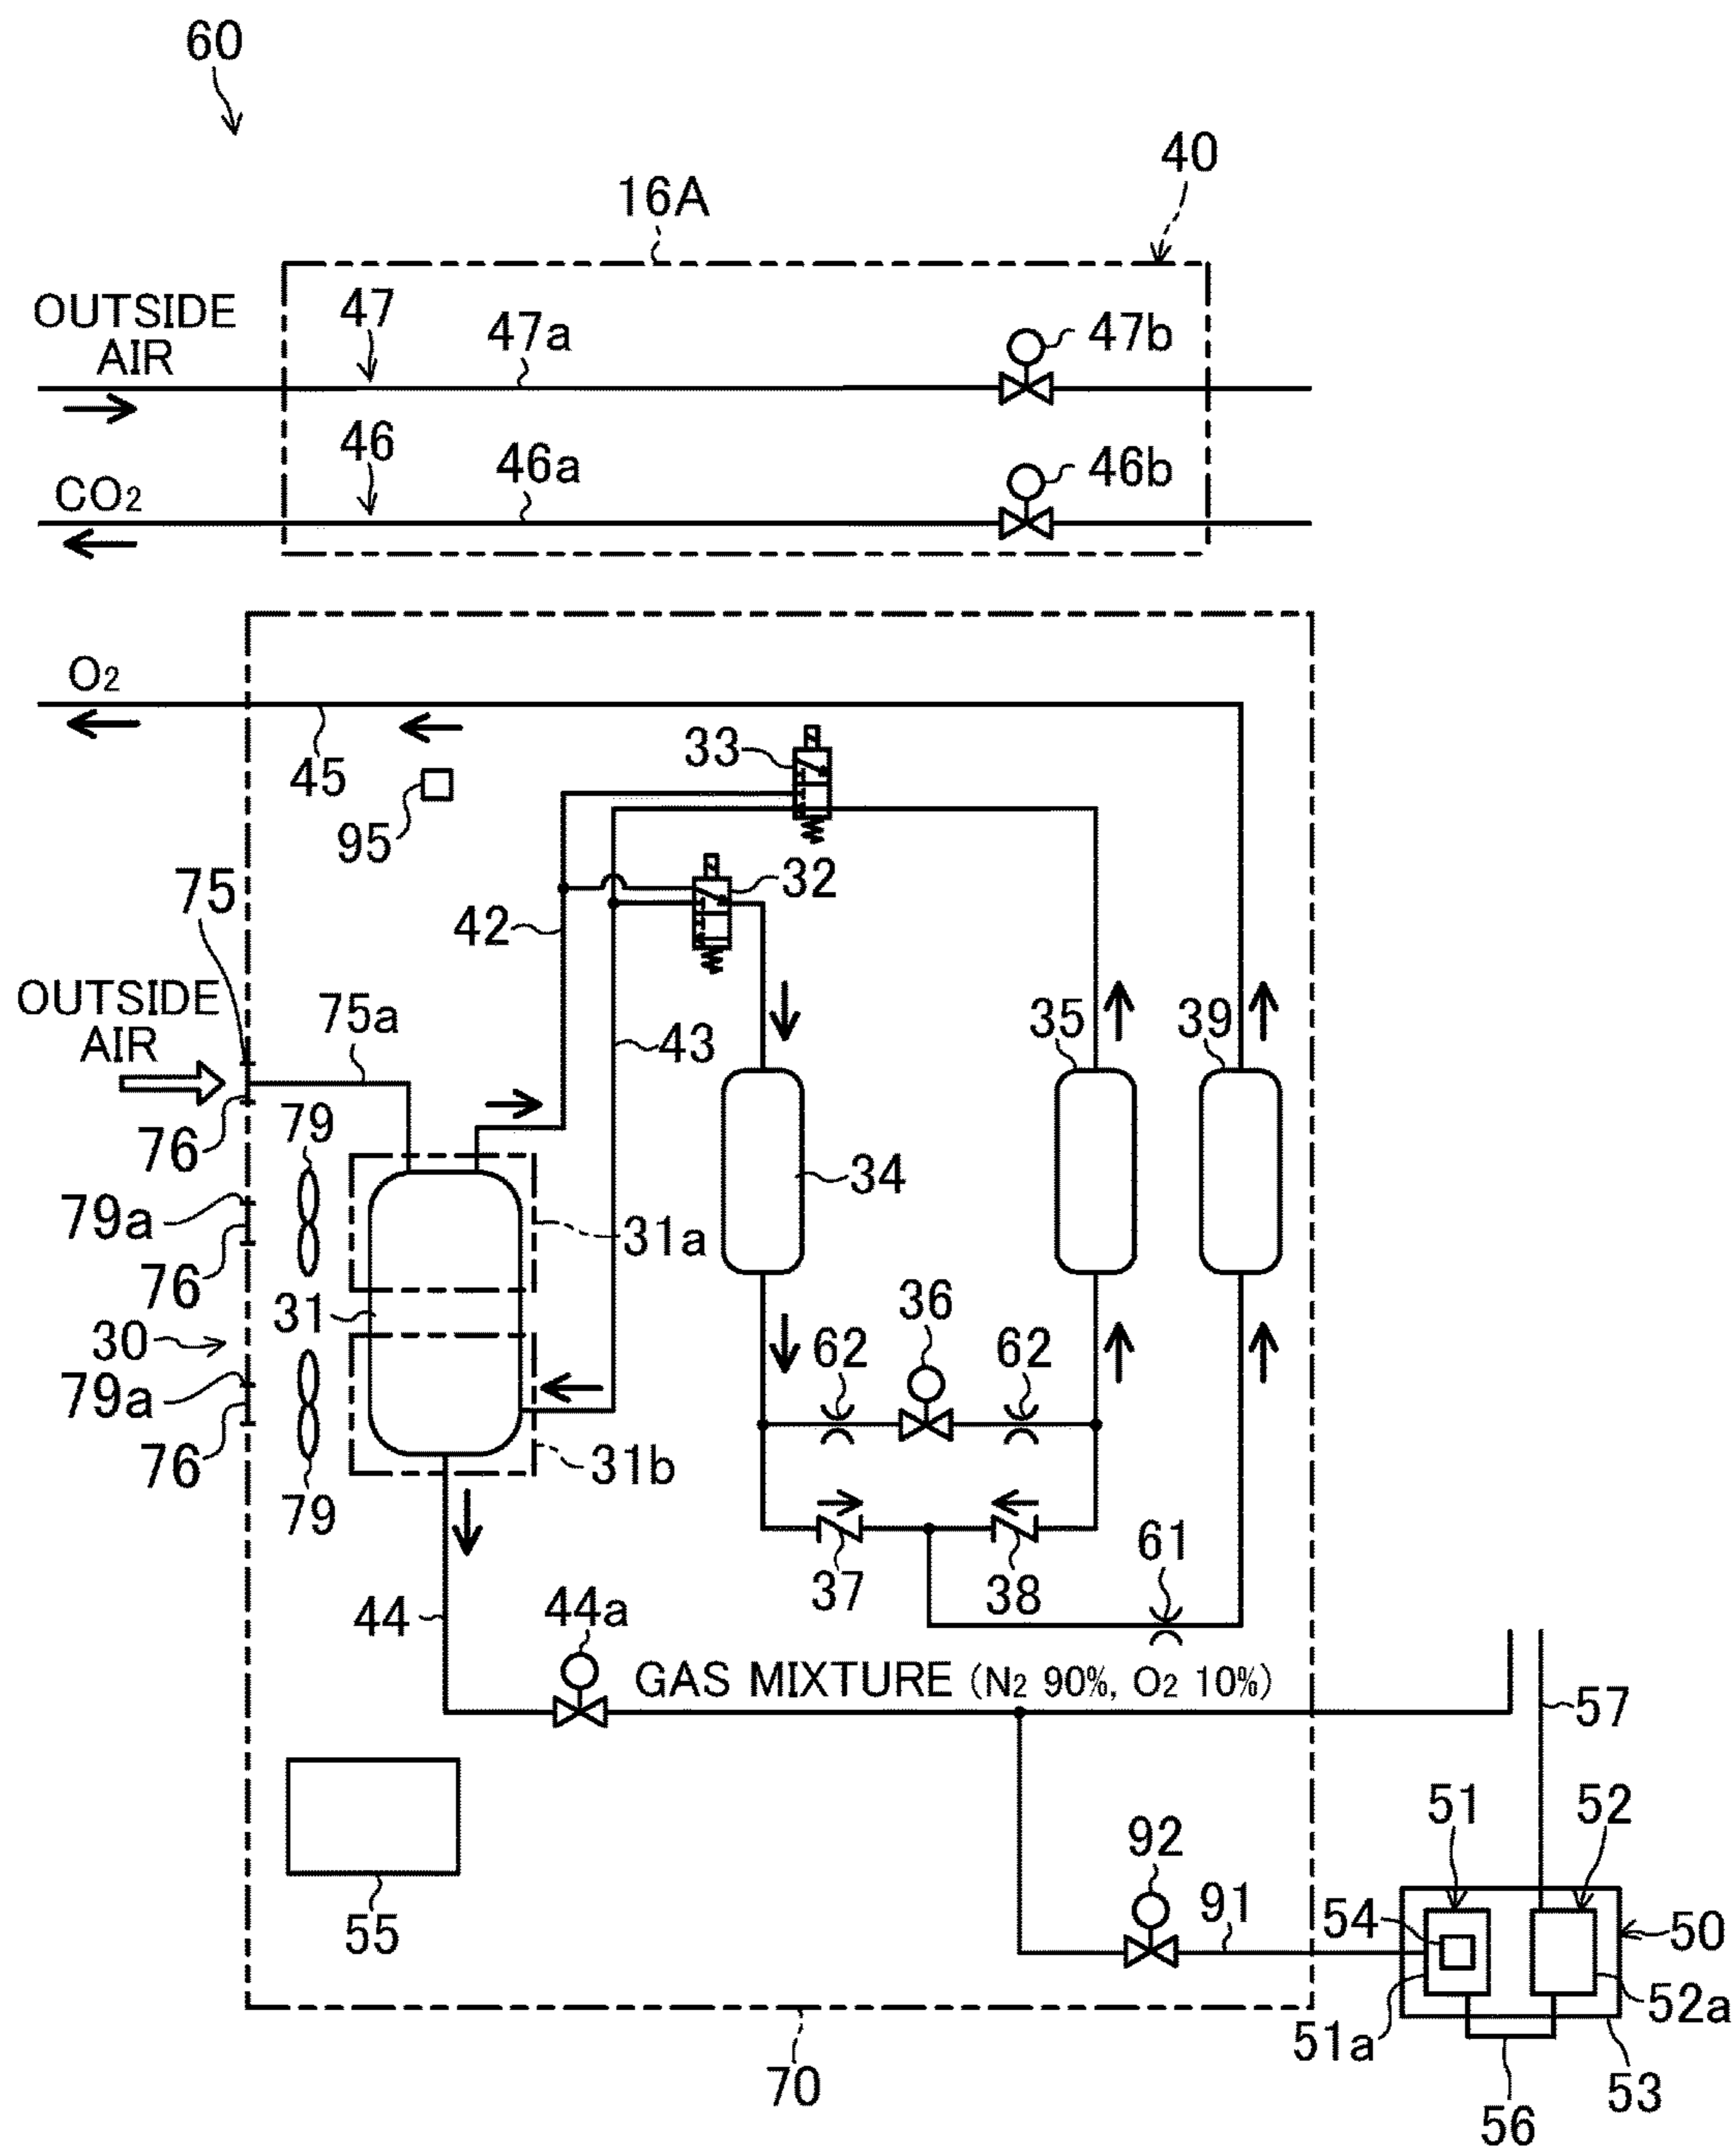 60
40
16A
OUTSIDE
AIR
47
47a
47b
CO2
46
46a
46b
O2
45
95
33
32
75
42
OUTSIDE
AIR
75a
43
35
39
76
79
34
79a
31a
76
31
36
30
62
62
79a
76
31b
79
37
38
61
44
44a
GAS MIXTURE (N2 90%, O2 10%)
57
51
52
92
91
54
50
55
52a
51a
70
53
56